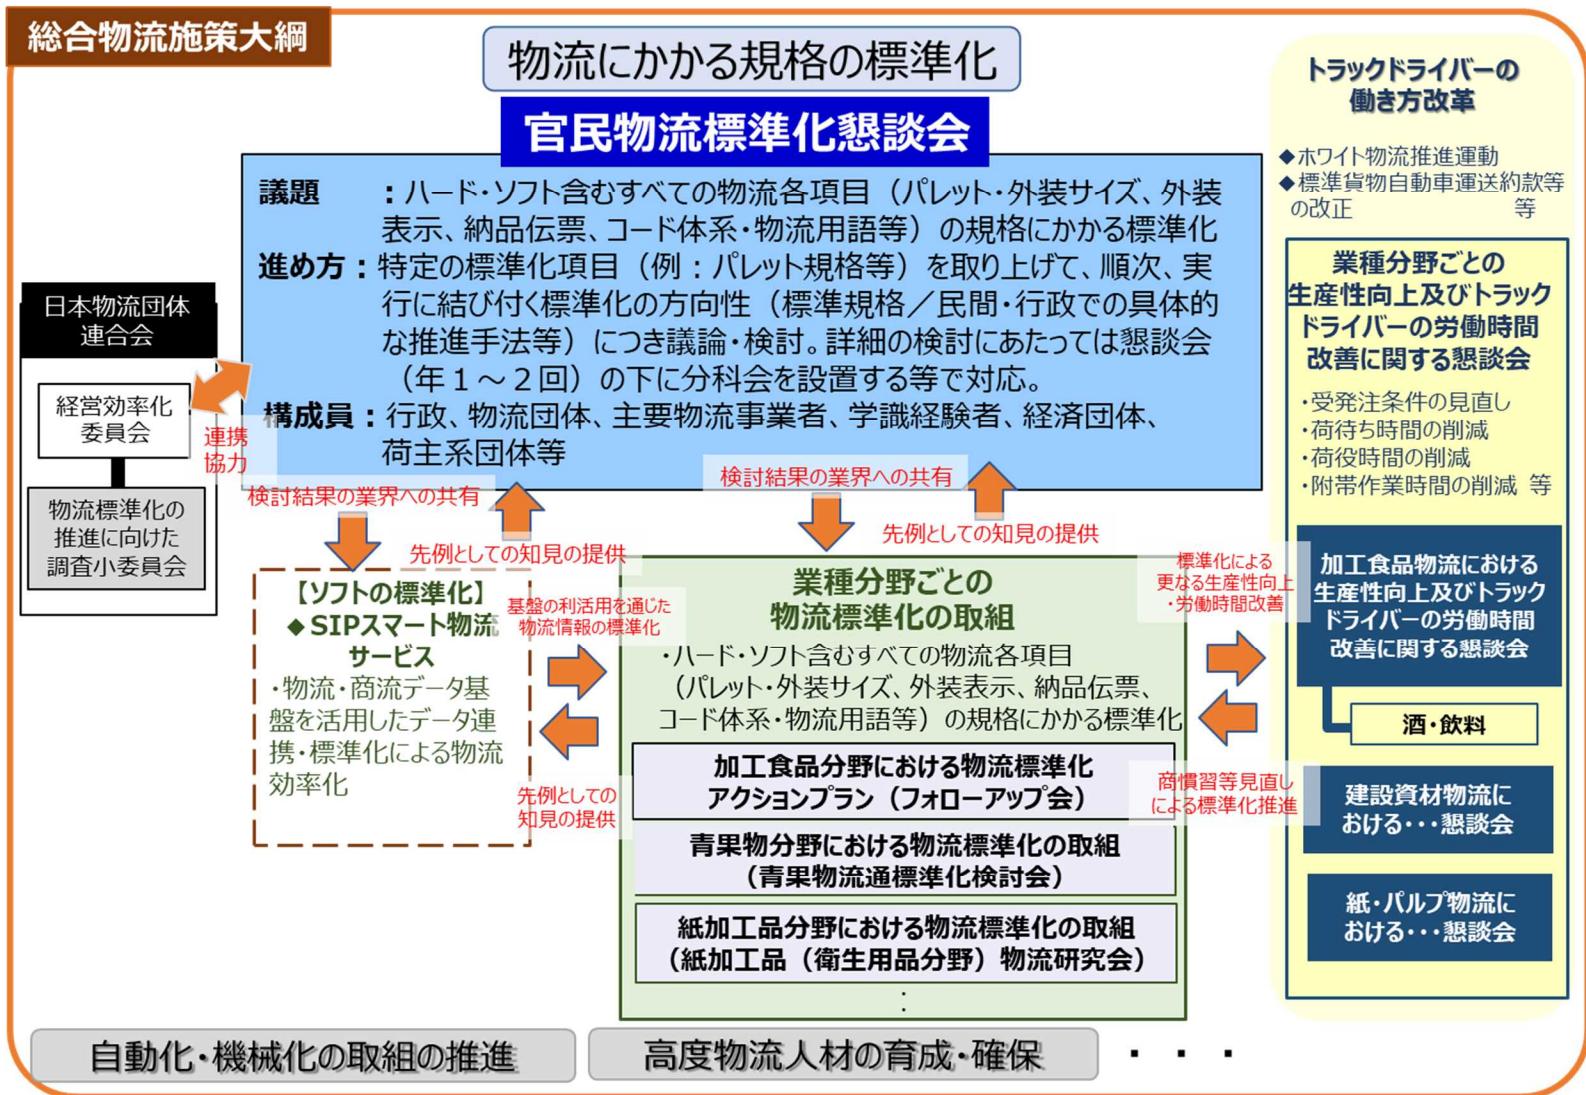 総合物流施策大綱
物流にかかる規格の標準化
官民物流標準化懇談会
議題　　：ハード・ソフト含むすべての物流各項目（パレット・外装サイズ、外装
表示、納品伝票、コード体系・物流用語等）の規格にかかる標準化
進め方：特定の標準化項目（例：パレット規格等）を取り上げて、順次、実
行に結び付く標準化の方向性（標準規格／民間・行政での具体的
な推進手法等）につき議論・検討。詳細の検討にあたっては懇談会
（年１～２回）の下に分科会を設置する等で対応。
構成員：行政、物流団体、主要物流事業者、学識経験者、経済団体、
荷主系団体等
日本物流団体
連合会
経営効率化
委員会
物流標準化の
推進に向けた
調査小委員会
連携
協力
検討結果の業界への共有
先例としての知見の提供
検討結果の業界への共有
先例としての知見の提供
【ソフトの標準化】
◆SIPスマート物流
サービス
・物流・商流データ基
盤を活用したデータ連
携・標準化による物流
効率化
基盤の利活用を通じた
物流情報の標準化
先例としての
知見の提供
業種分野ごとの
物流標準化の取組
・ハード・ソフト含むすべての物流各項目
（パレット・外装サイズ、外装表示、納品伝票、
コード体系・物流用語等）の規格にかかる標準化
加工食品分野における物流標準化
アクションプラン（フォローアップ会）
青果物分野における物流標準化の取組
（青果物流通標準化検討会）
紙加工品分野における物流標準化の取組
（紙加工品（衛生用品分野）物流研究会）
：
標準化による
更なる生産性向上
・労働時間改善
商慣習等見直し
による標準化推進
トラックドライバーの
働き方改革
◆ホワイト物流推進運動
◆標準貨物自動車運送約款等
の改正　　　　　　　等
業種分野ごとの
生産性向上及びトラック
ドライバーの労働時間
改善に関する懇談会
・受発注条件の見直し
・荷待ち時間の削減
・荷役時間の削減
・附帯作業時間の削減 等
加工食品物流における
生産性向上及びトラック
ドライバーの労働時間
改善に関する懇談会
酒・飲料
建設資材物流に
おける・・・懇談会
紙・パルプ物流に
おける・・・懇談会
自動化・機械化の取組の推進
高度物流人材の育成・確保
・・・